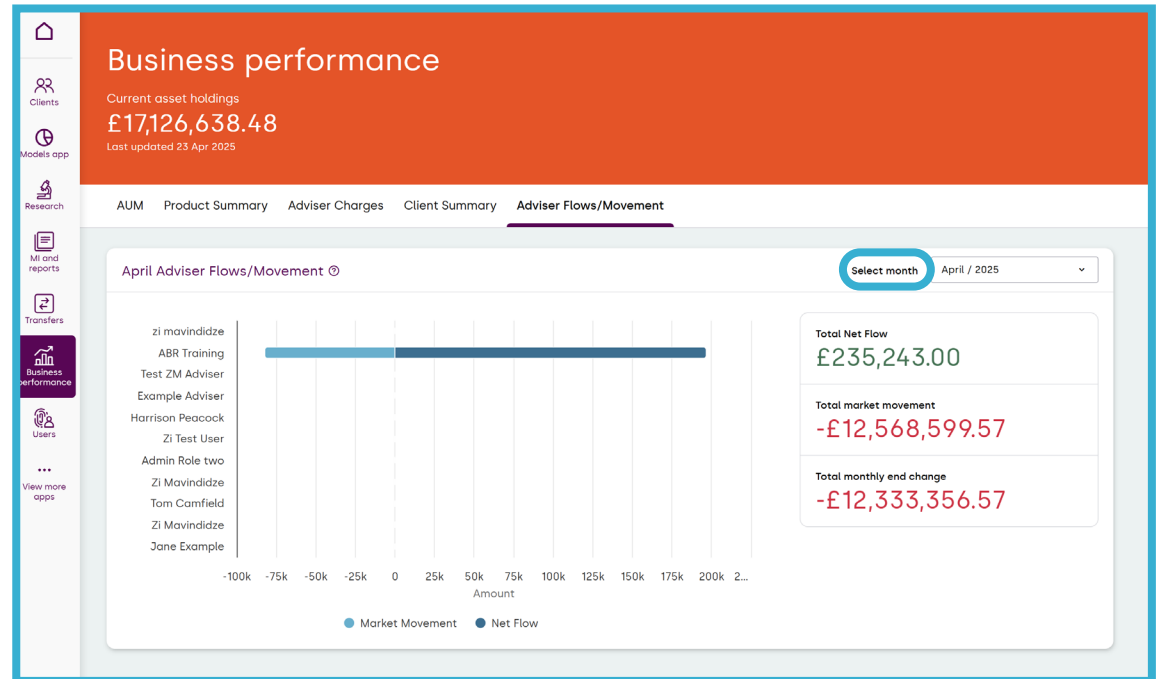 Business performance
Current asset holdings
£17,126,638.48
Last updated 23 Apr 2025
Clients
Models app
Research
MI and
reports
Transfers
Business
performance
Users
View more
apps
AUM Product Summary Adviser Charges Client Summary Adviser Flows/Movement
April Adviser Flows/Movement
Select month April / 2025
zi mavindidze
ABR Training
Test ZM Adviser
Example Adviser
Harrison Peacock
Zi Test User
Admin Role two
Zi Mavindidze
Tom Camfield
Zi Mavindidze
Jane Example
-100k -75k -50k -25k 0 25k 50k 75k 100k 125k 150k 175k 200k 2...
Amount
Market Movement Net Flow
Total Net Flow
£235,243.00
Total market movement
-£12,568,599.57
Total monthly end change
-£12,333,356.57